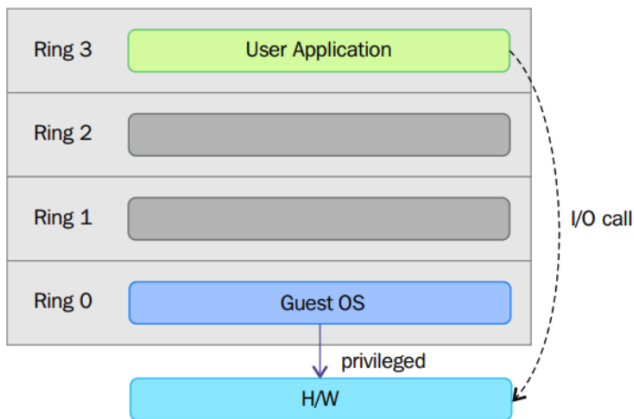 Ring 3
User Application
Ring 2
Ring 1
I/O call
Ring 0
Guest OS
privileged
H/W